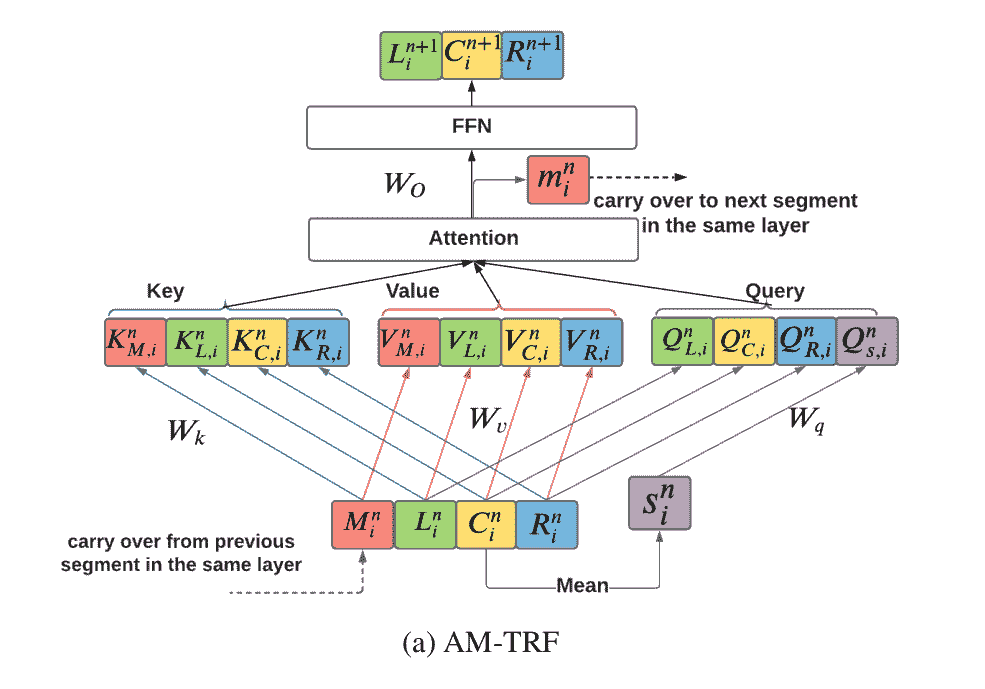 L_i^{n+1} C_i^{n+1} R_i^{n+1}
FFN
W_O
m_i^n
carry over to next segment
in the same layer
Attention
Key Value Query
K_{M,i}^n K_{L,i}^n K_{C,i}^n K_{R,i}^n V_{M,i}^n V_{L,i}^n V_{C,i}^n V_{R,i}^n Q_{L,i}^n Q_{C,i}^n Q_{R,i}^n Q_{s,i}^n
W_k W_v W_q
M_i^n L_i^n C_i^n R_i^n s_i^n
carry over from previous
segment in the same layer
Mean
(a) AM-TRF